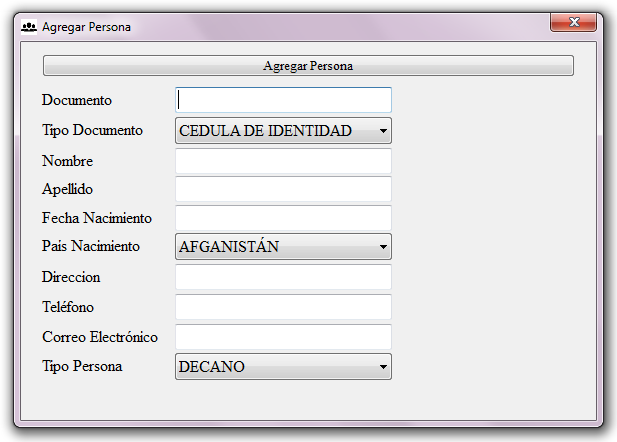 Agregar Persona
Agregar Persona
Documento
Tipo Documento CEDULA DE IDENTIDAD
Nombre
Apellido
Fecha Nacimiento
País Nacimiento AFGANISTÁN
Direccion
Teléfono
Correo Electrónico
Tipo Persona DECANO